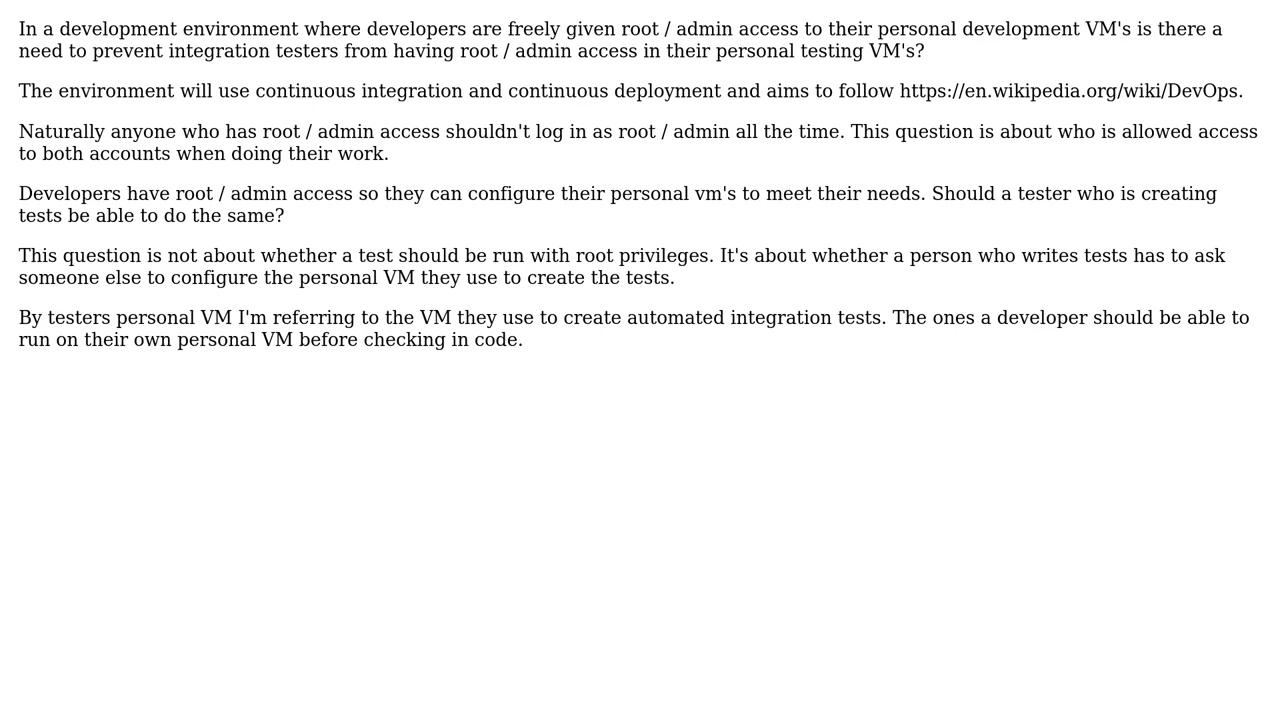 In a development environment where developers are freely given root / admin access to their personal development VM's is there a
need to prevent integration testers from having root / admin access in their personal testing VM's?
The environment will use continuous integration and continuous deployment and aims to follow https://en.wikipedia.org/wiki/DevOps.
Naturally anyone who has root / admin access shouldn't log in as root / admin all the time. This question is about who is allowed access
to both accounts when doing their work.
Developers have root / admin access so they can configure their personal vm's to meet their needs. Should a tester who is creating
tests be able to do the same?
This question is not about whether a test should be run with root privileges. It's about whether a person who writes tests has to ask
someone else to configure the personal VM they use to create the tests.
By testers personal VM I'm referring to the VM they use to create automated integration tests. The ones a developer should be able to
run on their own personal VM before checking in code.